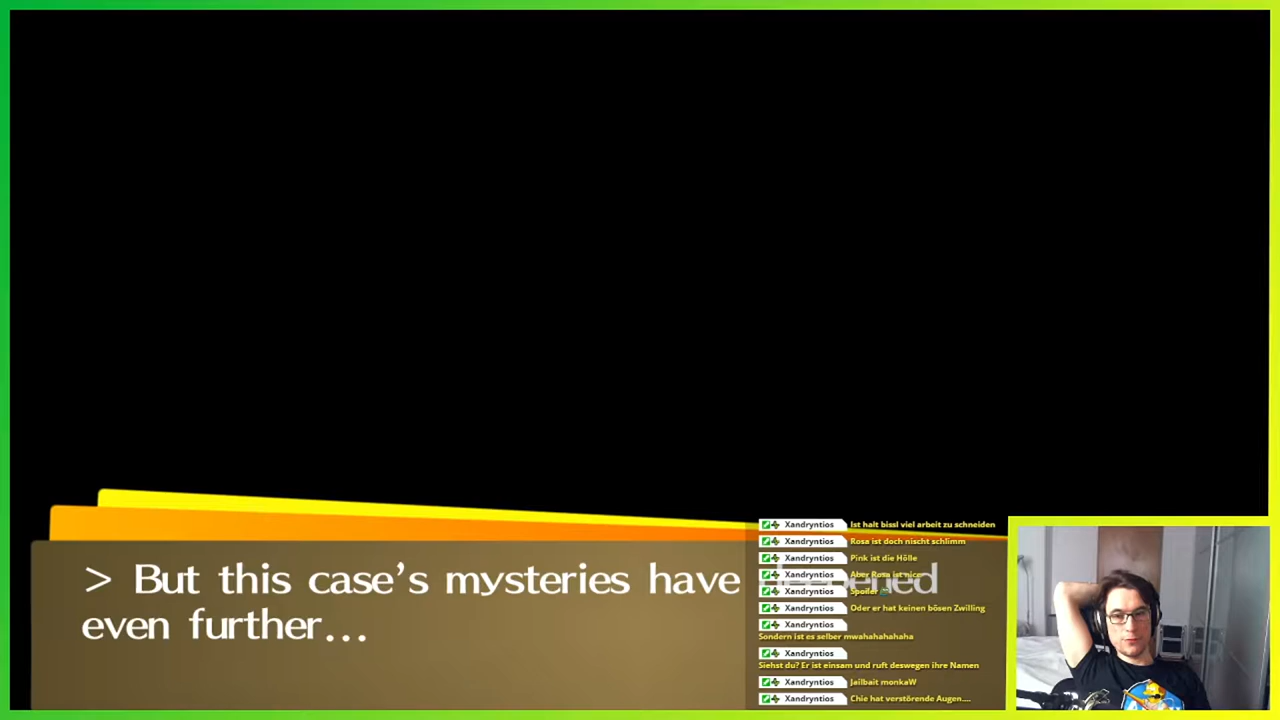 > But this case's mysteries have
even further...
Xandryntios Ist halt bissl viel arbeit zu schneiden
Xandryntios Rosa ist doch nischt schlimm
Xandryntios Pink ist die Hölle
Xandryntios Aber Rosa ist nice
Xandryntios Spoiler
Xandryntios Oder er hat keinen bösen Zwilling
Xandryntios
Sondern ist es selber mwahahahahaha
Xandryntios
Siehst du? Er ist einsam und ruft deswegen ihre Namen
Xandryntios Jailbait monkaW
Xandryntios Chie hat verstörende Augen....